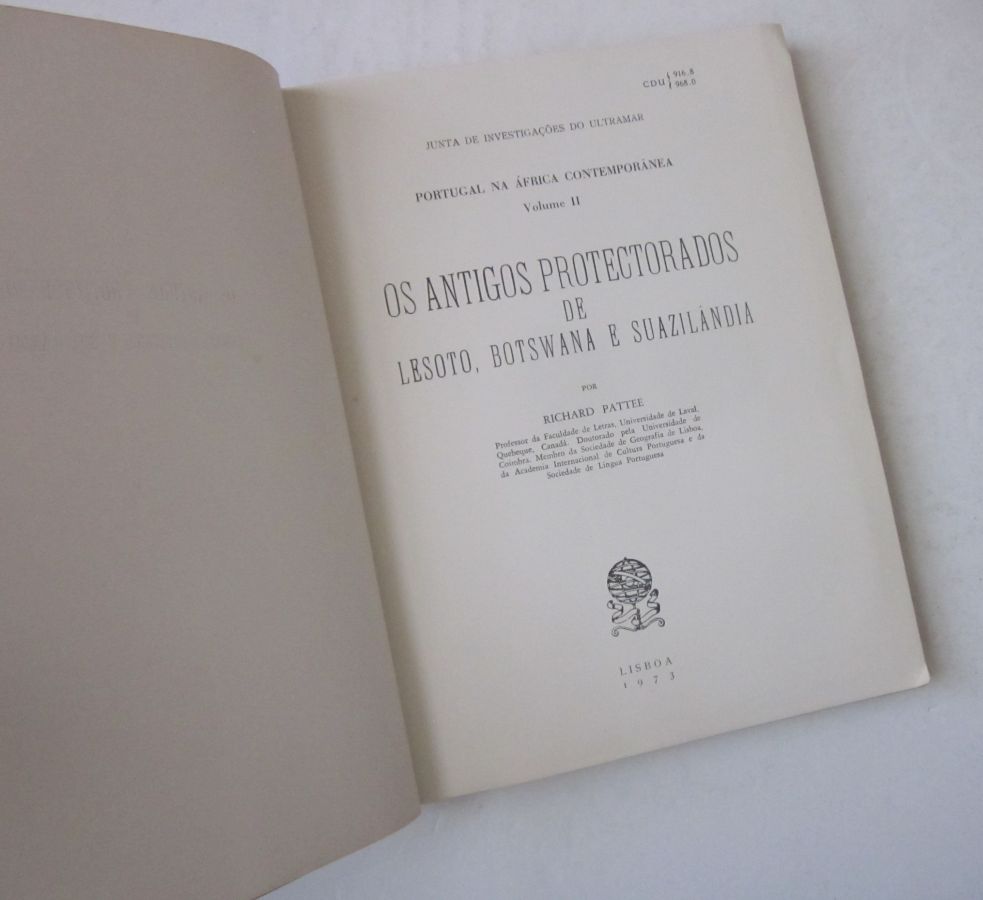 CDU { 916.8
968.0
JUNTA DE INVESTIGAÇÕES DO ULTRAMAR
PORTUGAL NA ÁFRICA CONTEMPORÂNEA
Volume II
OS ANTIGOS PROTECTORADOS
DE
LESOTO, BOTSWANA E SUAZILÂNDIA
POR
RICHARD PATTEE
Professor da Faculdade de Letras, Universidade de Laval,
Quebeque, Canadá. Doutorado pela Universidade de
Coimbra. Membro da Sociedade de Geografia de Lisboa,
da Academia Internacional de Cultura Portuguesa e da
Sociedade de Língua Portuguesa
LISBOA
1973